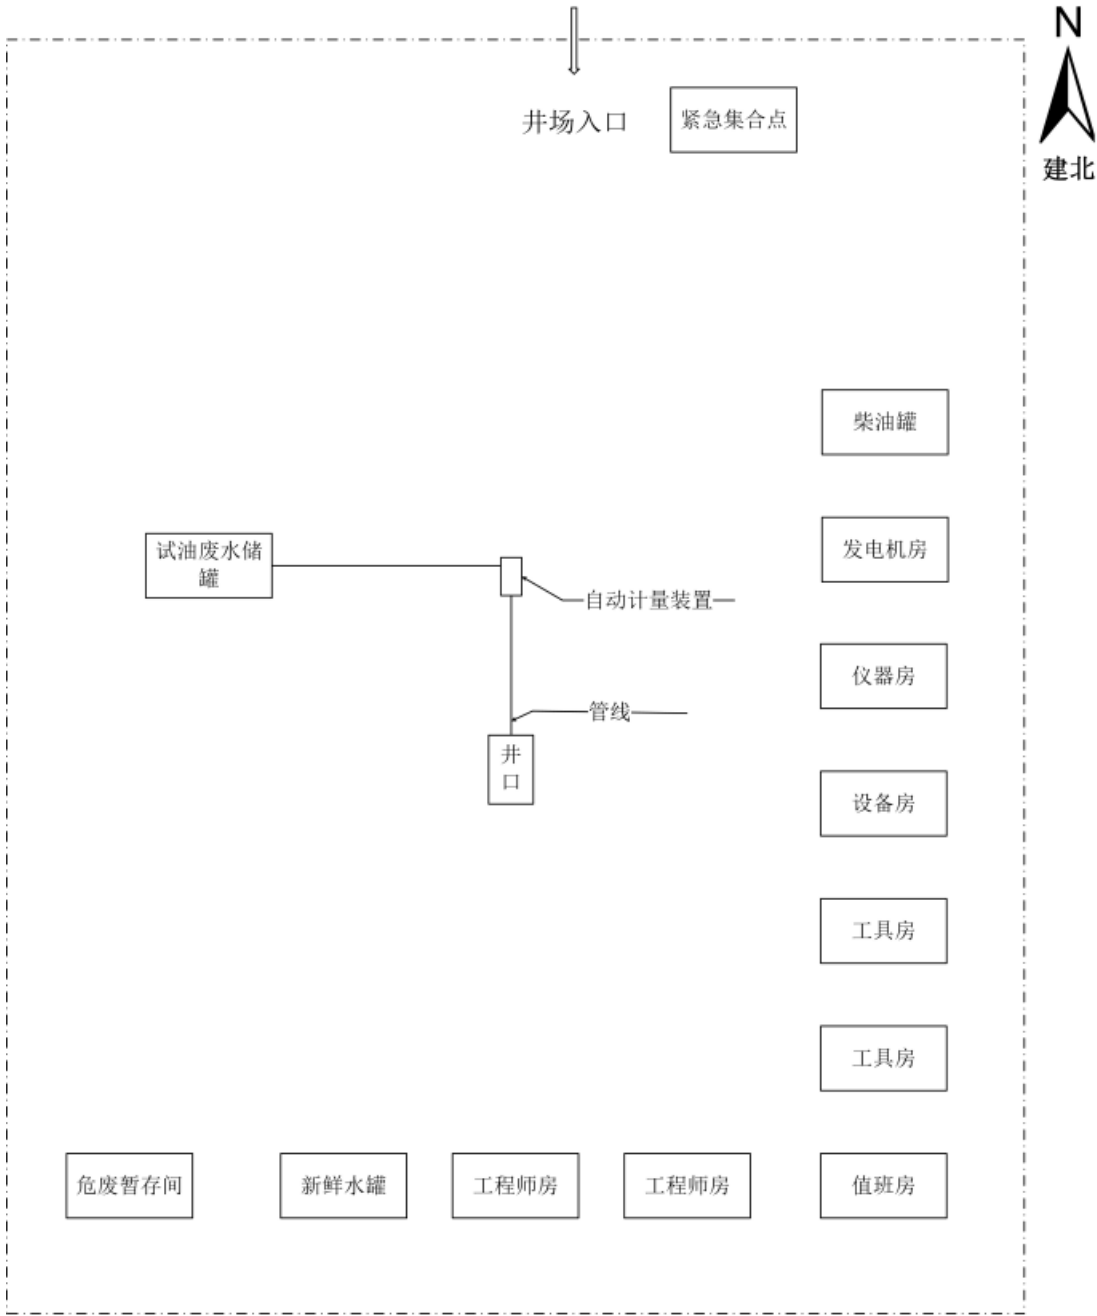 N
建北
井场入口
紧急集合点
柴油罐
发电机房
试油废水储
罐
自动计量装置
仪器房
管线
井
口
设备房
工具房
工具房
危废暂存间
新鲜水罐
工程师房
工程师房
值班房